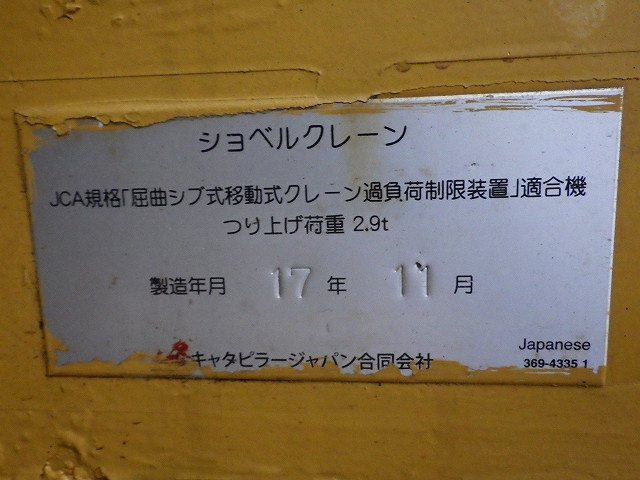 ショベルクレーン
JCA規格「屈曲ジブ式移動式クレーン過負荷制限装置」適合機
つり上げ荷重 2.9t
製造年月 17 年 11 月
キャタピラージャパン合同会社
Japanese
369-4335 1